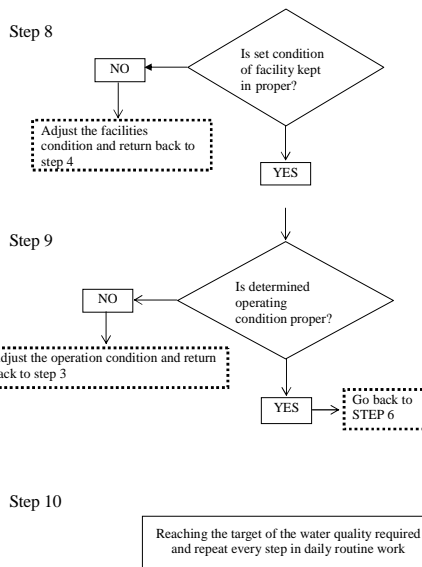 Step 8
Is set condition
of facility kept
in proper?
NO
Adjust the facilities
condition and return back to
step 4
YES
Step 9
Is determined
operating
condition proper?
NO
djust the operation condition and return
ack to step 3
YES
Go back to
STEP 6
Step 10
Reaching the target of the water quality required
and repeat every step in daily routine work